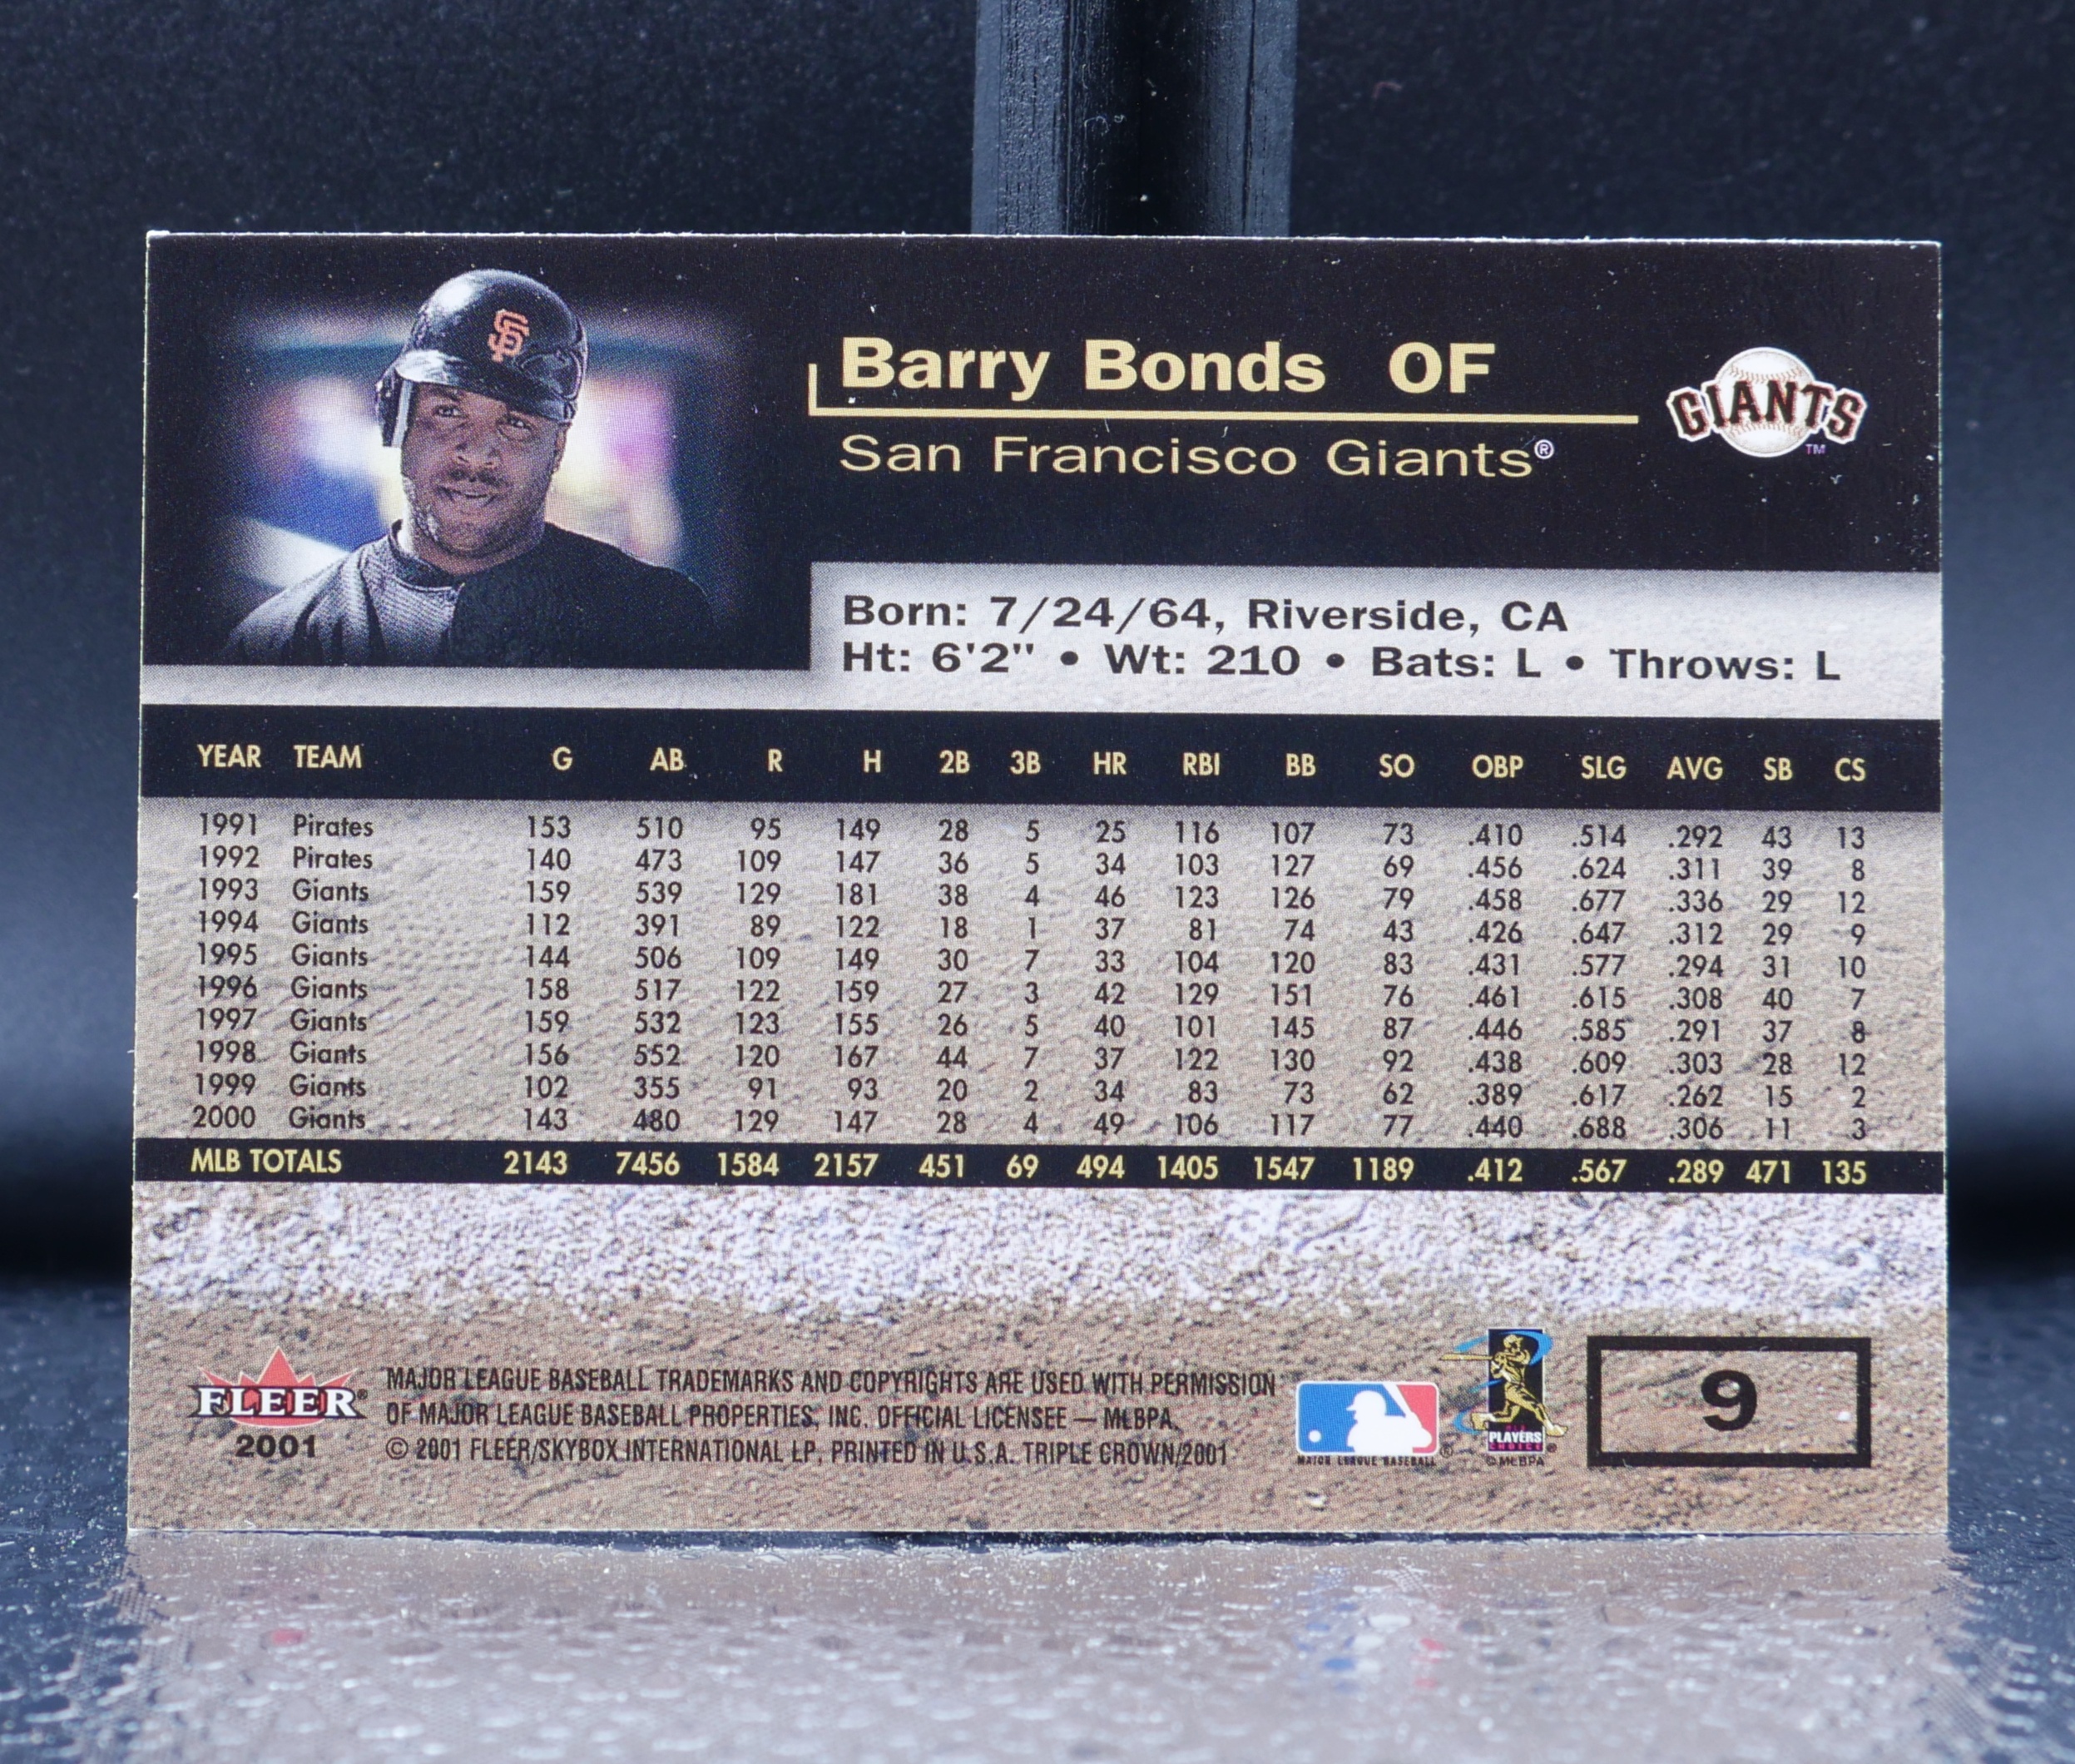 SF
Barry Bonds OF
San Francisco Giants®
GIANTS™
Born: 7/24/64, Riverside, CA
Ht: 6'2" • Wt: 210 • Bats: L • Throws: L
YEAR TEAM G AB R H 2B 3B HR RBI BB SO OBP SLG AVG SB CS
1991 Pirates 153 510 95 149 28 5 25 116 107 73 .410 .514 .292 43 13
1992 Pirates 140 473 109 147 36 5 34 103 127 69 .456 .624 .311 39 8
1993 Giants 159 539 129 181 38 4 46 123 126 79 .458 .677 .336 29 12
1994 Giants 112 391 89 122 18 1 37 81 74 43 .426 .647 .312 29 9
1995 Giants 144 506 109 149 30 7 33 104 120 83 .431 .577 .294 31 10
1996 Giants 158 517 122 159 27 3 42 129 151 76 .461 .615 .308 40 7
1997 Giants 159 532 123 155 26 5 40 101 145 87 .446 .585 .291 37 8
1998 Giants 156 552 120 167 44 7 37 122 130 92 .438 .609 .303 28 12
1999 Giants 102 355 91 93 20 2 34 83 73 62 .389 .617 .262 15 2
2000 Giants 143 480 129 147 28 4 49 106 117 77 .440 .688 .306 11 3
MLB TOTALS 2143 7456 1584 2157 451 69 494 1405 1547 1189 .412 .567 .289 471 135
FLEER®
2001
MAJOR LEAGUE BASEBALL TRADEMARKS AND COPYRIGHTS ARE USED WITH PERMISSION
OF MAJOR LEAGUE BASEBALL PROPERTIES, INC. OFFICIAL LICENSEE — MLBPA.
© 2001 FLEER/SKYBOX INTERNATIONAL LP. PRINTED IN U.S.A. TRIPLE CROWN/2001
MAJOR LEAGUE BASEBALL®
PLAYERS
CHOICE®
© MLBPA
9